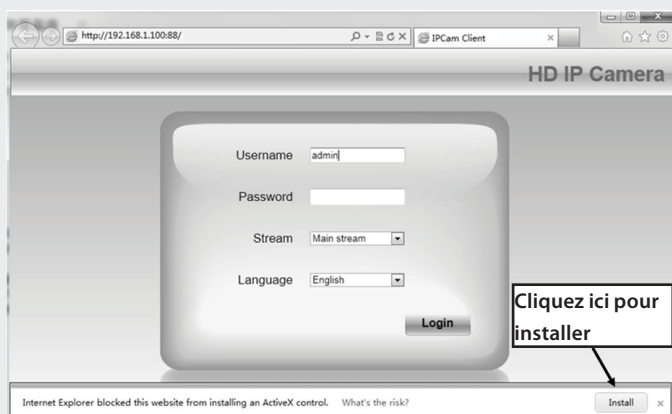 http://192.168.1.100:88/
IPCam Client
HD IP Camera
Username admin
Password
Stream Main stream
Language English
Login
Cliquez ici pour
installer
Internet Explorer blocked this website from installing an ActiveX control. What's the risk? Install